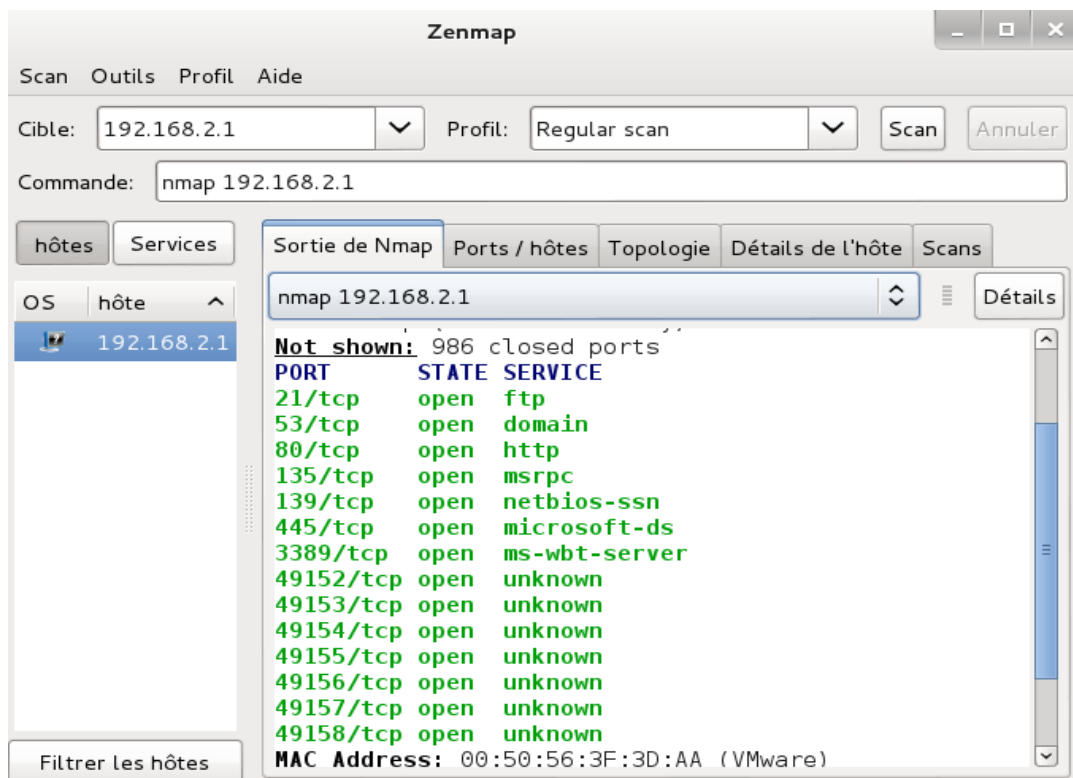 Zenmap
Scan Outils Profil Aide
Cible: 192.168.2.1 Profil: Regular scan Scan Annuler
Commande: nmap 192.168.2.1
hôtes Services Sortie de Nmap Ports / hôtes Topologie Détails de l'hôte Scans
OS hôte nmap 192.168.2.1 Détails
192.168.2.1
Not shown: 986 closed ports
PORT STATE SERVICE
21/tcp open ftp
53/tcp open domain
80/tcp open http
135/tcp open msrpc
139/tcp open netbios-ssn
445/tcp open microsoft-ds
3389/tcp open ms-wbt-server
49152/tcp open unknown
49153/tcp open unknown
49154/tcp open unknown
49155/tcp open unknown
49156/tcp open unknown
49157/tcp open unknown
49158/tcp open unknown
MAC Address: 00:50:56:3F:3D:AA (VMware)
Filtrer les hôtes